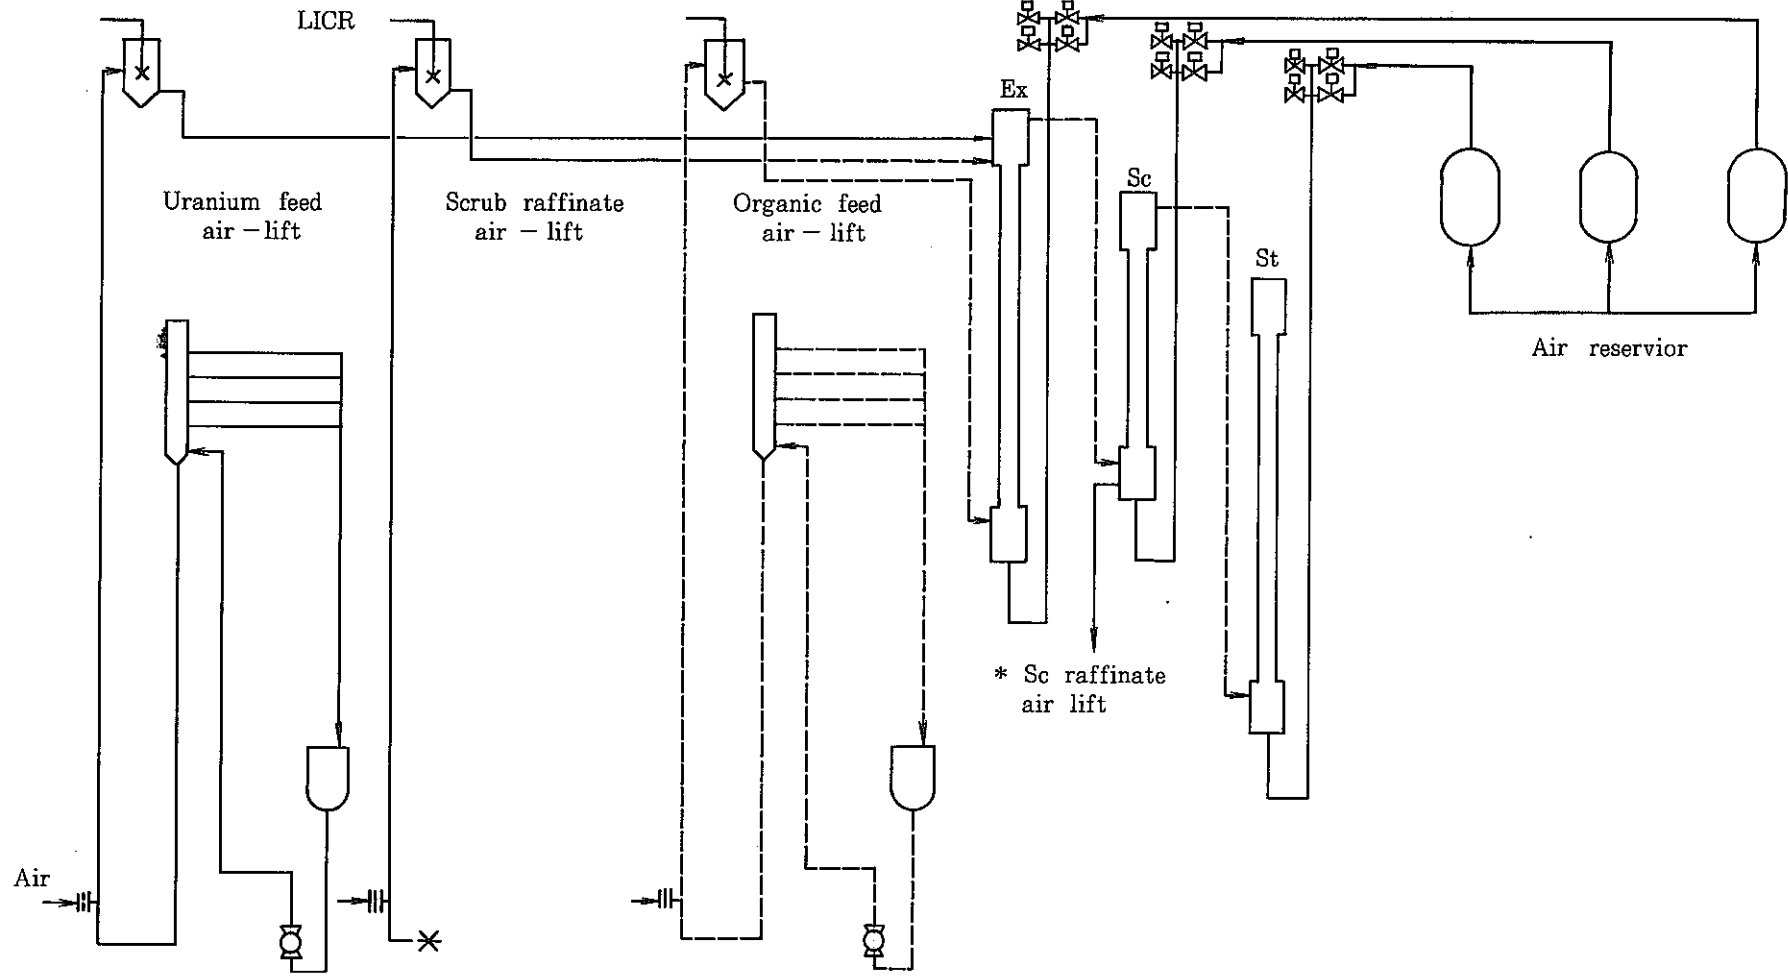 LICR
Ex
Uranium feed
air - lift
Scrub raffinate
air - lift
Organic feed
air - lift
Sc
St
Air reservior
* Sc raffinate
air lift
Air